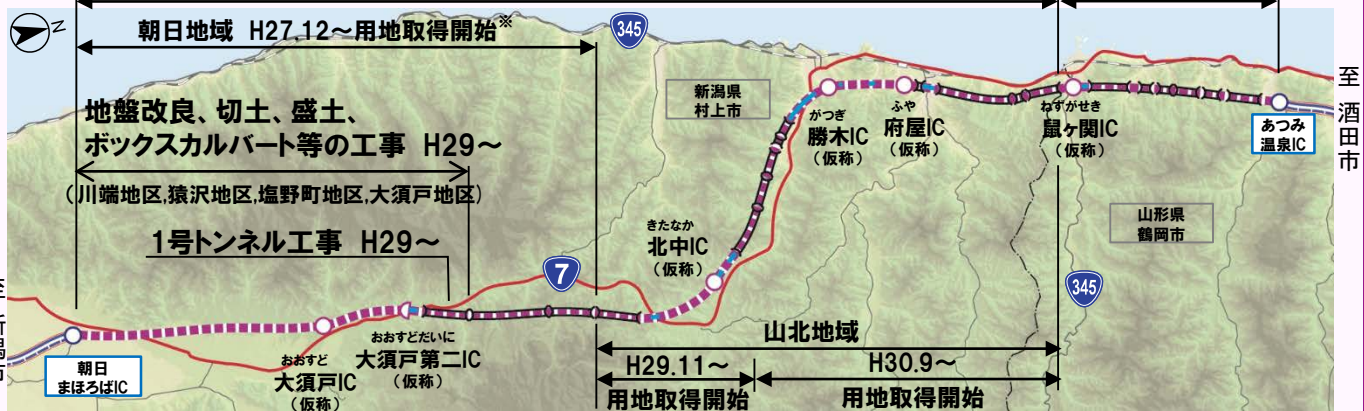 N
朝日地域 H27.12～用地取得開始※
345
地盤改良、切土、盛土、
ボックスカルバート等の工事 H29～
(川端地区,猿沢地区,塩野町地区,大須戸地区)
1号トンネル工事 H29～
7
新潟県
村上市
がつぎ
勝木IC
(仮称)
ふや
府屋IC
(仮称)
ねずがせき
鼠ヶ関IC
(仮称)
あつみ
温泉IC
至 酒田市
山形県
鶴岡市
345
きたなか
北中IC
(仮称)
朝日
まほろばIC
おおすど
大須戸IC
(仮称)
おおすどだいに
大須戸第二IC
(仮称)
山北地域
H29.11～
用地取得開始
H30.9～
用地取得開始